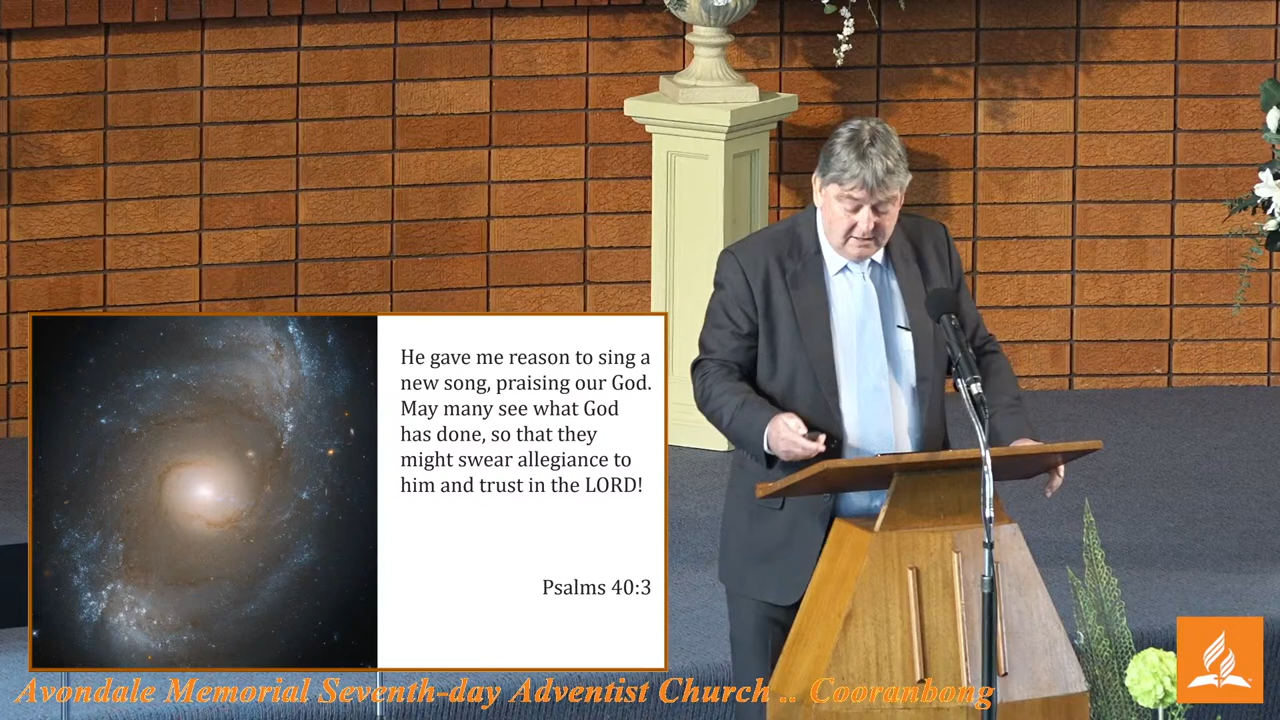 He gave me reason to sing a
new song, praising our God.
May many see what God
has done, so that they
might swear allegiance to
him and trust in the LORD!
Psalms 40:3
Avondale Memorial Seventh-day Adventist Church .. Cooranbong